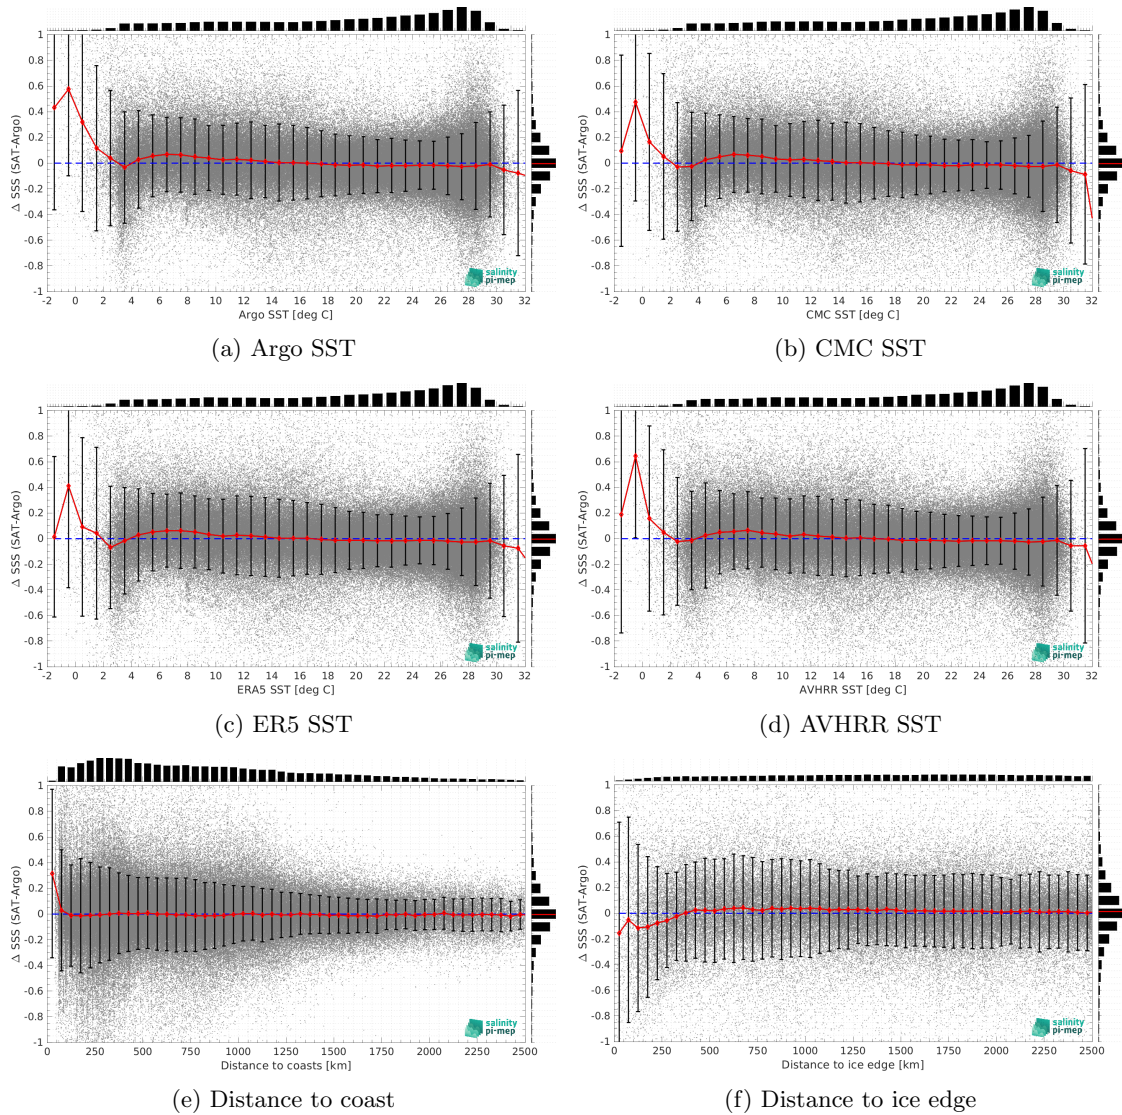 1
0.8
0.6
0.4
0.2
0
-0.2
-0.4
-0.6
-0.8
-1
Δ SSS (SAT-Argo)
salinity
pi-mep
-2 0 2 4 6 8 10 12 14 16 18 20 22 24 26 28 30 32
Argo SST [deg C]
(a) Argo SST
1
0.8
0.6
0.4
0.2
0
-0.2
-0.4
-0.6
-0.8
-1
Δ SSS (SAT-Argo)
salinity
pi-mep
-2 0 2 4 6 8 10 12 14 16 18 20 22 24 26 28 30 32
CMC SST [deg C]
(b) CMC SST
1
0.8
0.6
0.4
0.2
0
-0.2
-0.4
-0.6
-0.8
-1
Δ SSS (SAT-Argo)
salinity
pi-mep
-2 0 2 4 6 8 10 12 14 16 18 20 22 24 26 28 30 32
ERA5 SST [deg C]
(c) ER5 SST
1
0.8
0.6
0.4
0.2
0
-0.2
-0.4
-0.6
-0.8
-1
Δ SSS (SAT-Argo)
salinity
pi-mep
-2 0 2 4 6 8 10 12 14 16 18 20 22 24 26 28 30 32
AVHRR SST [deg C]
(d) AVHRR SST
1
0.8
0.6
0.4
0.2
0
-0.2
-0.4
-0.6
-0.8
-1
Δ SSS (SAT-Argo)
salinity
pi-mep
0 250 500 750 1000 1250 1500 1750 2000 2250 2500
Distance to coasts [km]
(e) Distance to coast
1
0.8
0.6
0.4
0.2
0
-0.2
-0.4
-0.6
-0.8
-1
Δ SSS (SAT-Argo)
salinity
pi-mep
0 250 500 750 1000 1250 1500 1750 2000 2250 2500
Distance to ice edge [km]
(f) Distance to ice edge